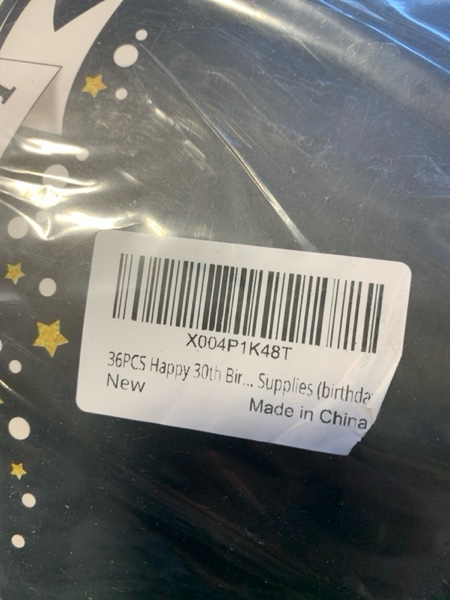 X004P1K48T
36PCS Happy 30th Bir... Supplies (birthda
New
Made in China